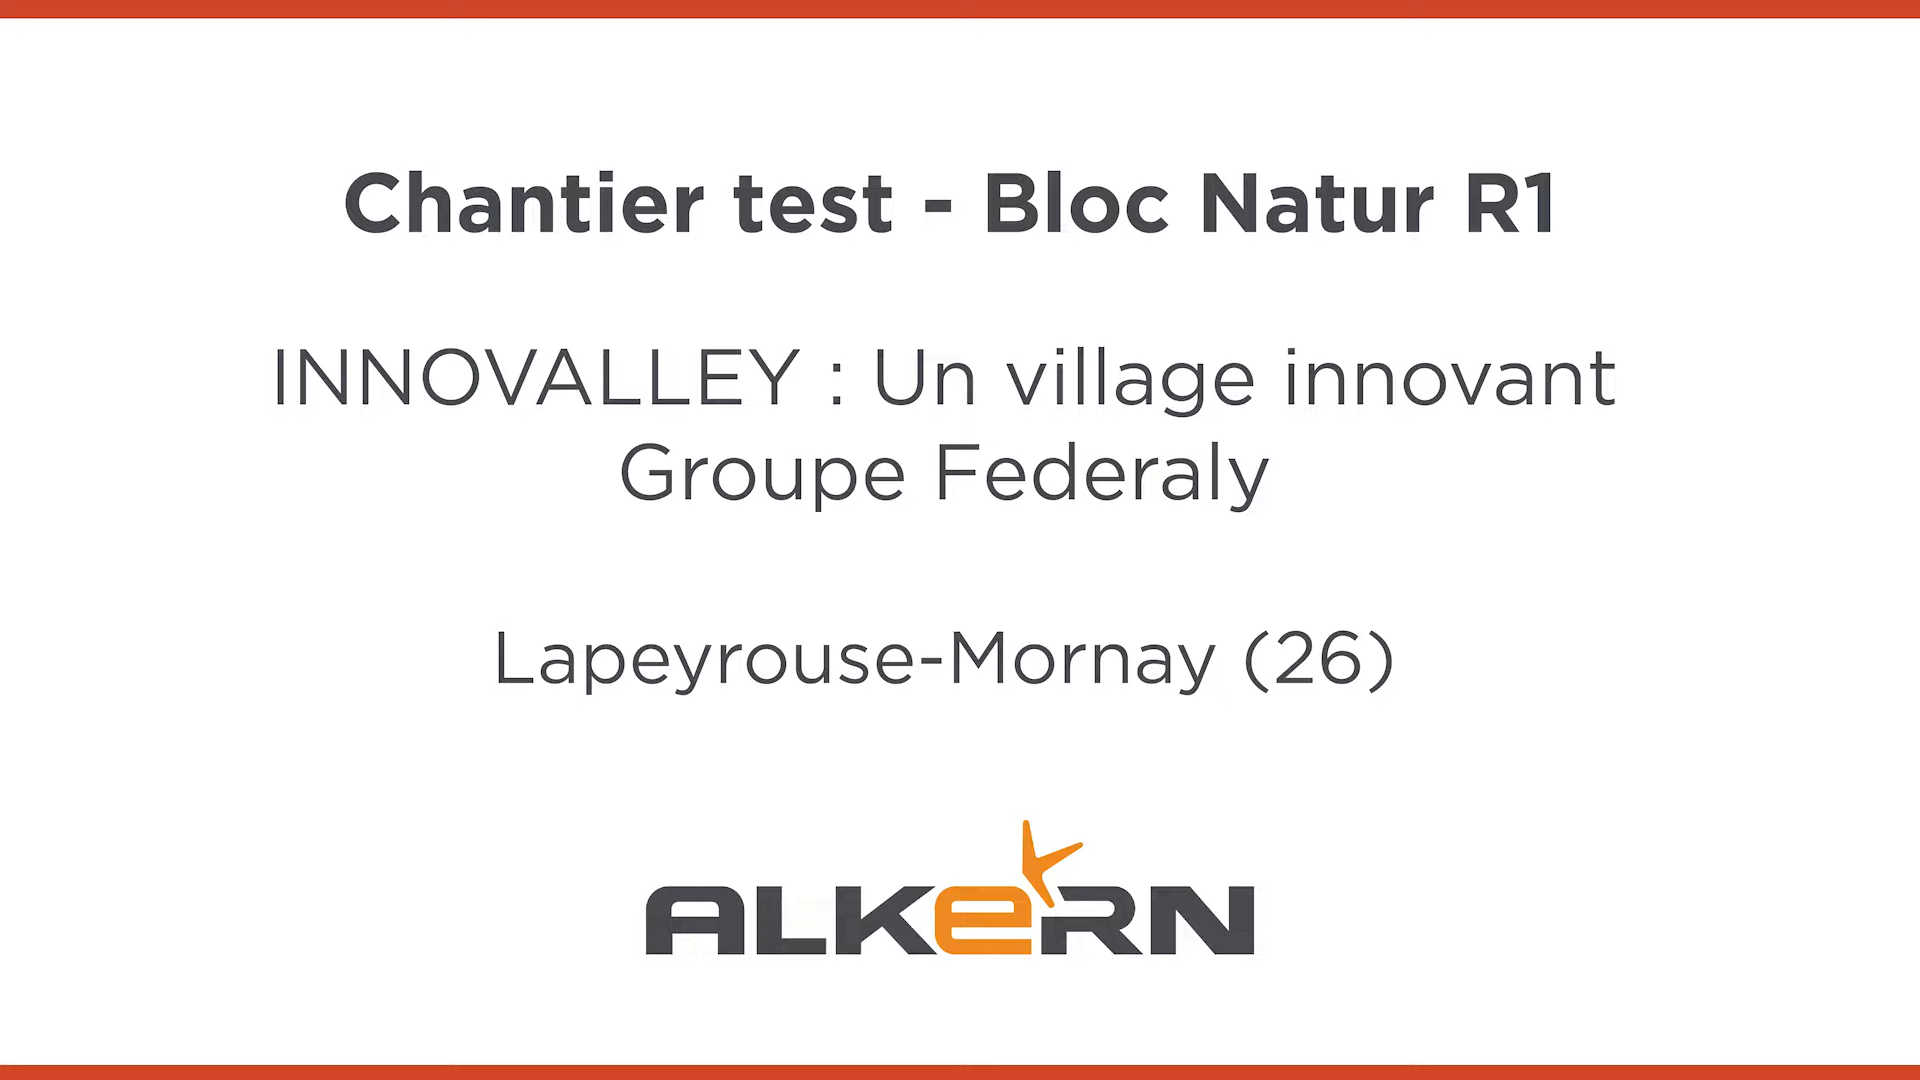 Chantier test - Bloc Natur R1
INNOVALLEY : Un village innovant
Groupe Federaly
Lapeyrouse-Mornay (26)
ALKeRN